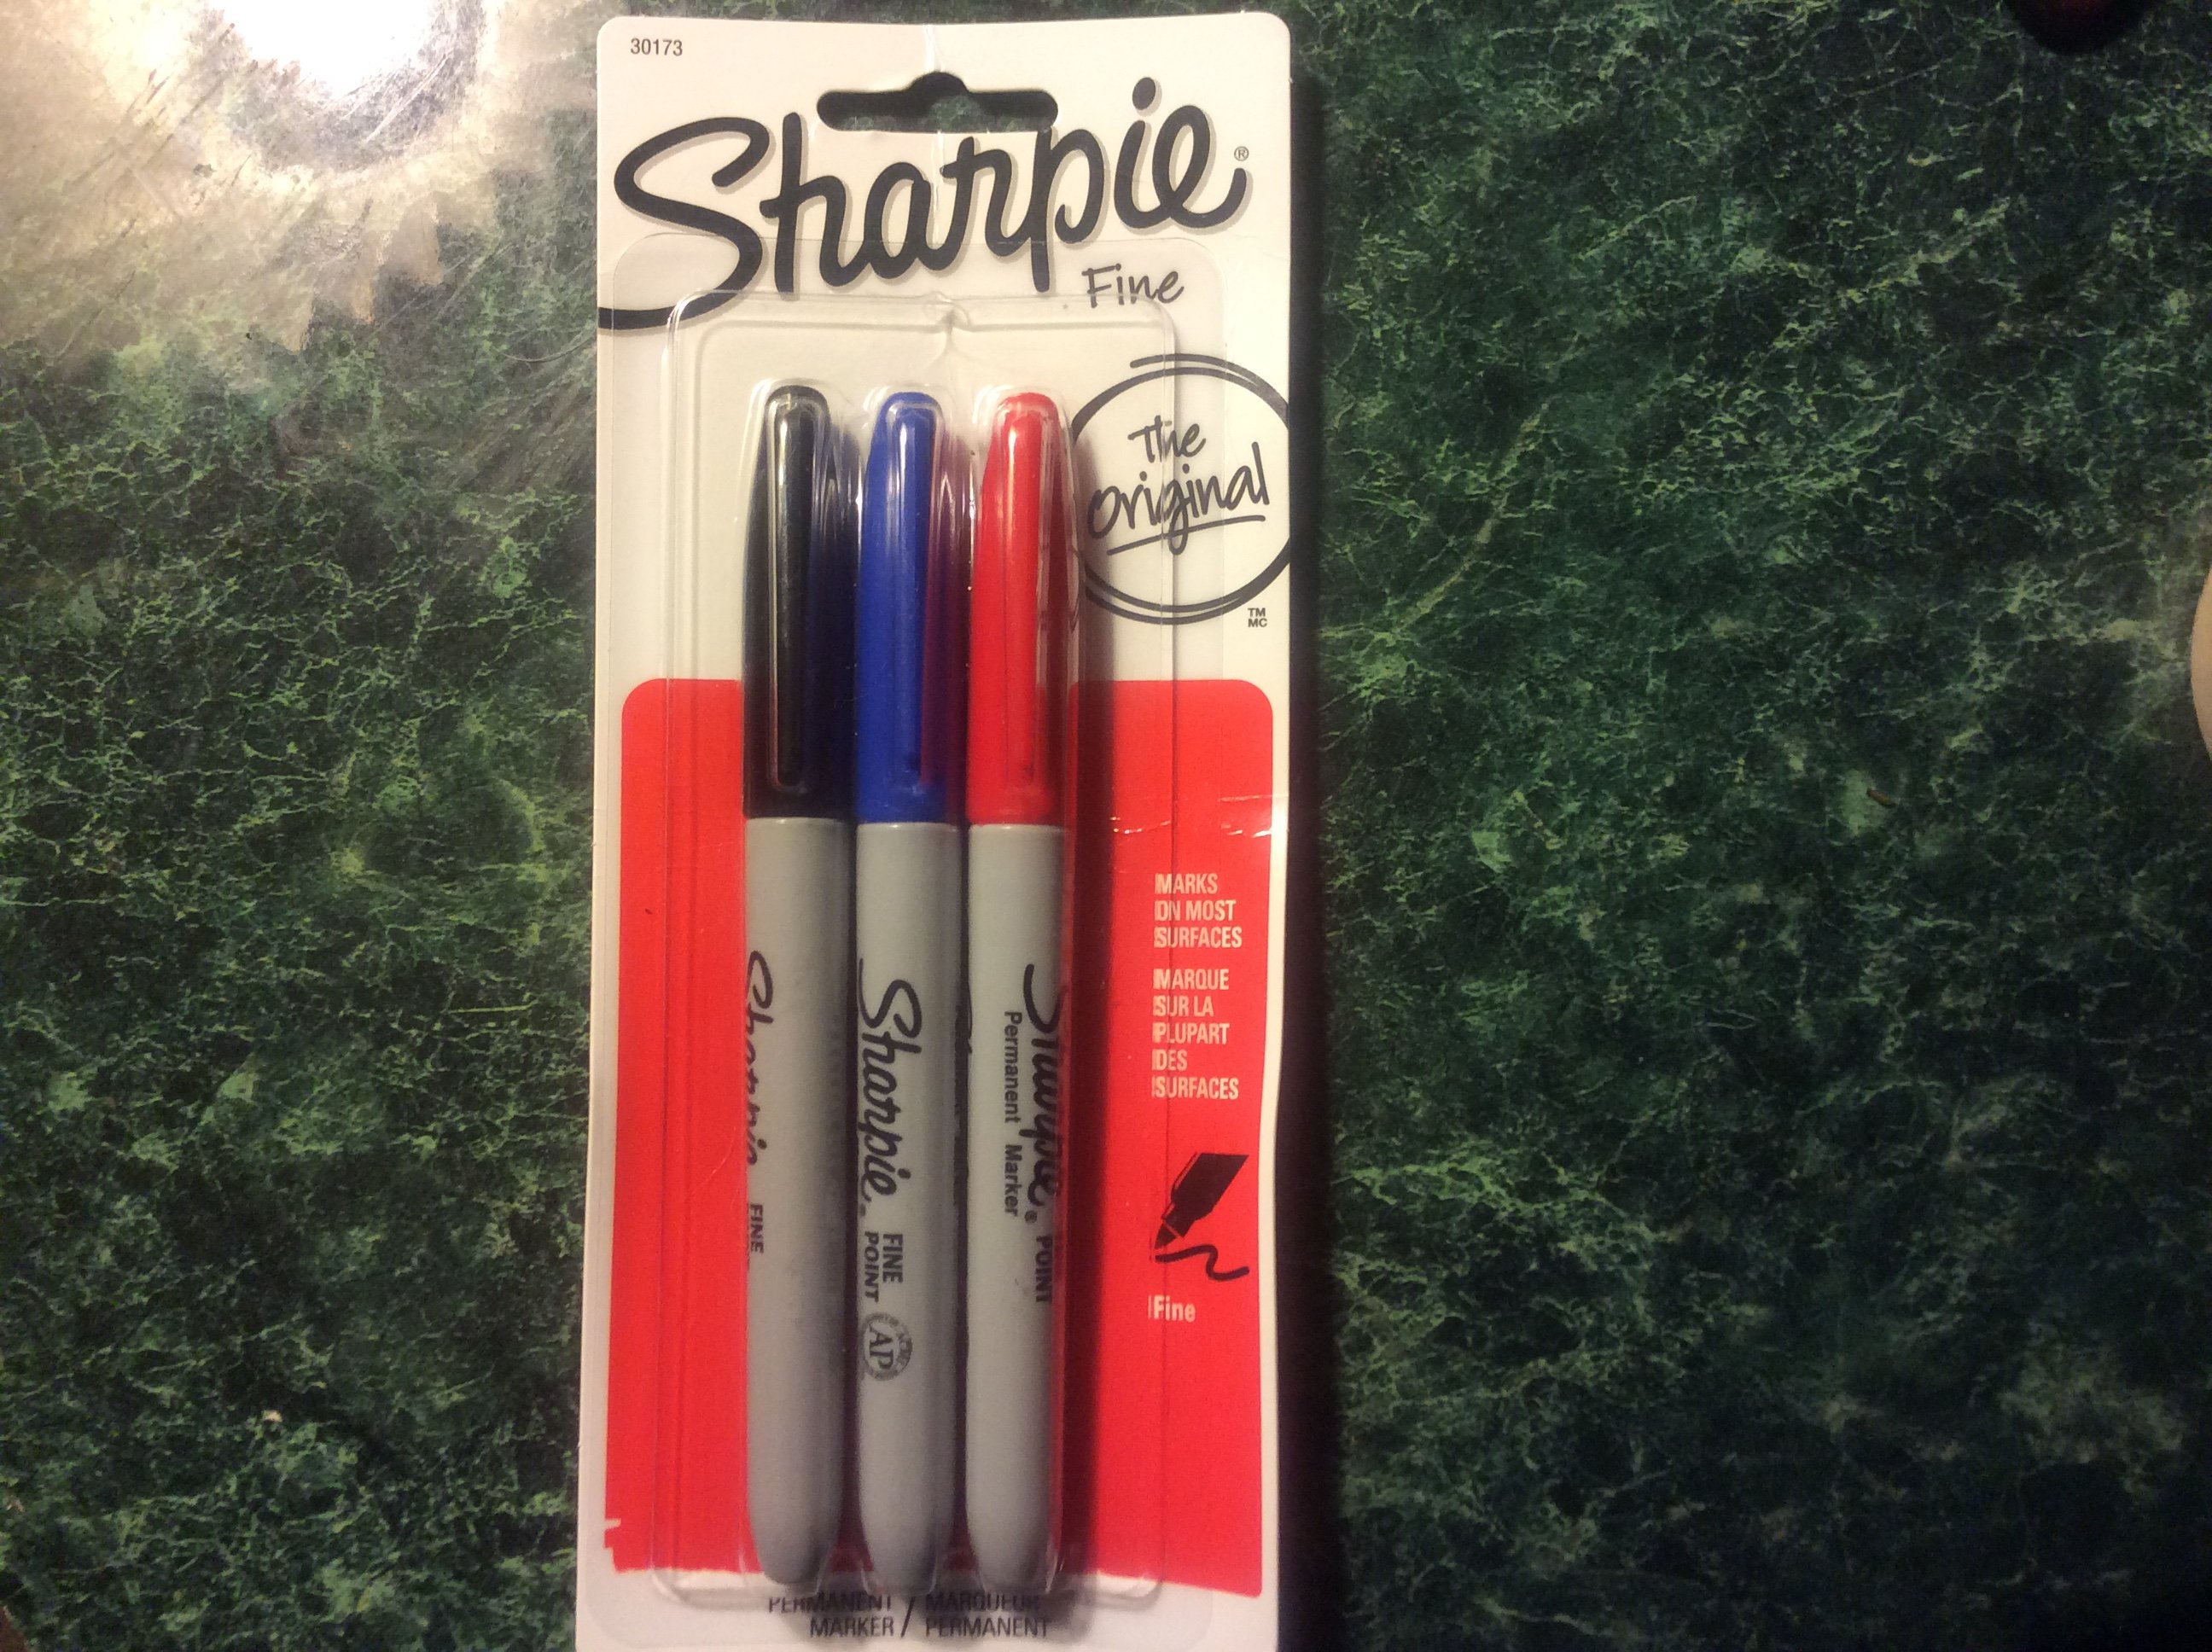 30173
Sharpie®
Fine
The
original
TM
MC
MARKS
ON MOST
SURFACES
MARQUE
SUR LA
PLUPART
DES
SURFACES
Fine
Sharpie FINE
Sharpie® FINE
POINT
AP
Sharpie® POINT
Permanent Marker
PERMANENT
MARKER / MARQUEUR
PERMANENT